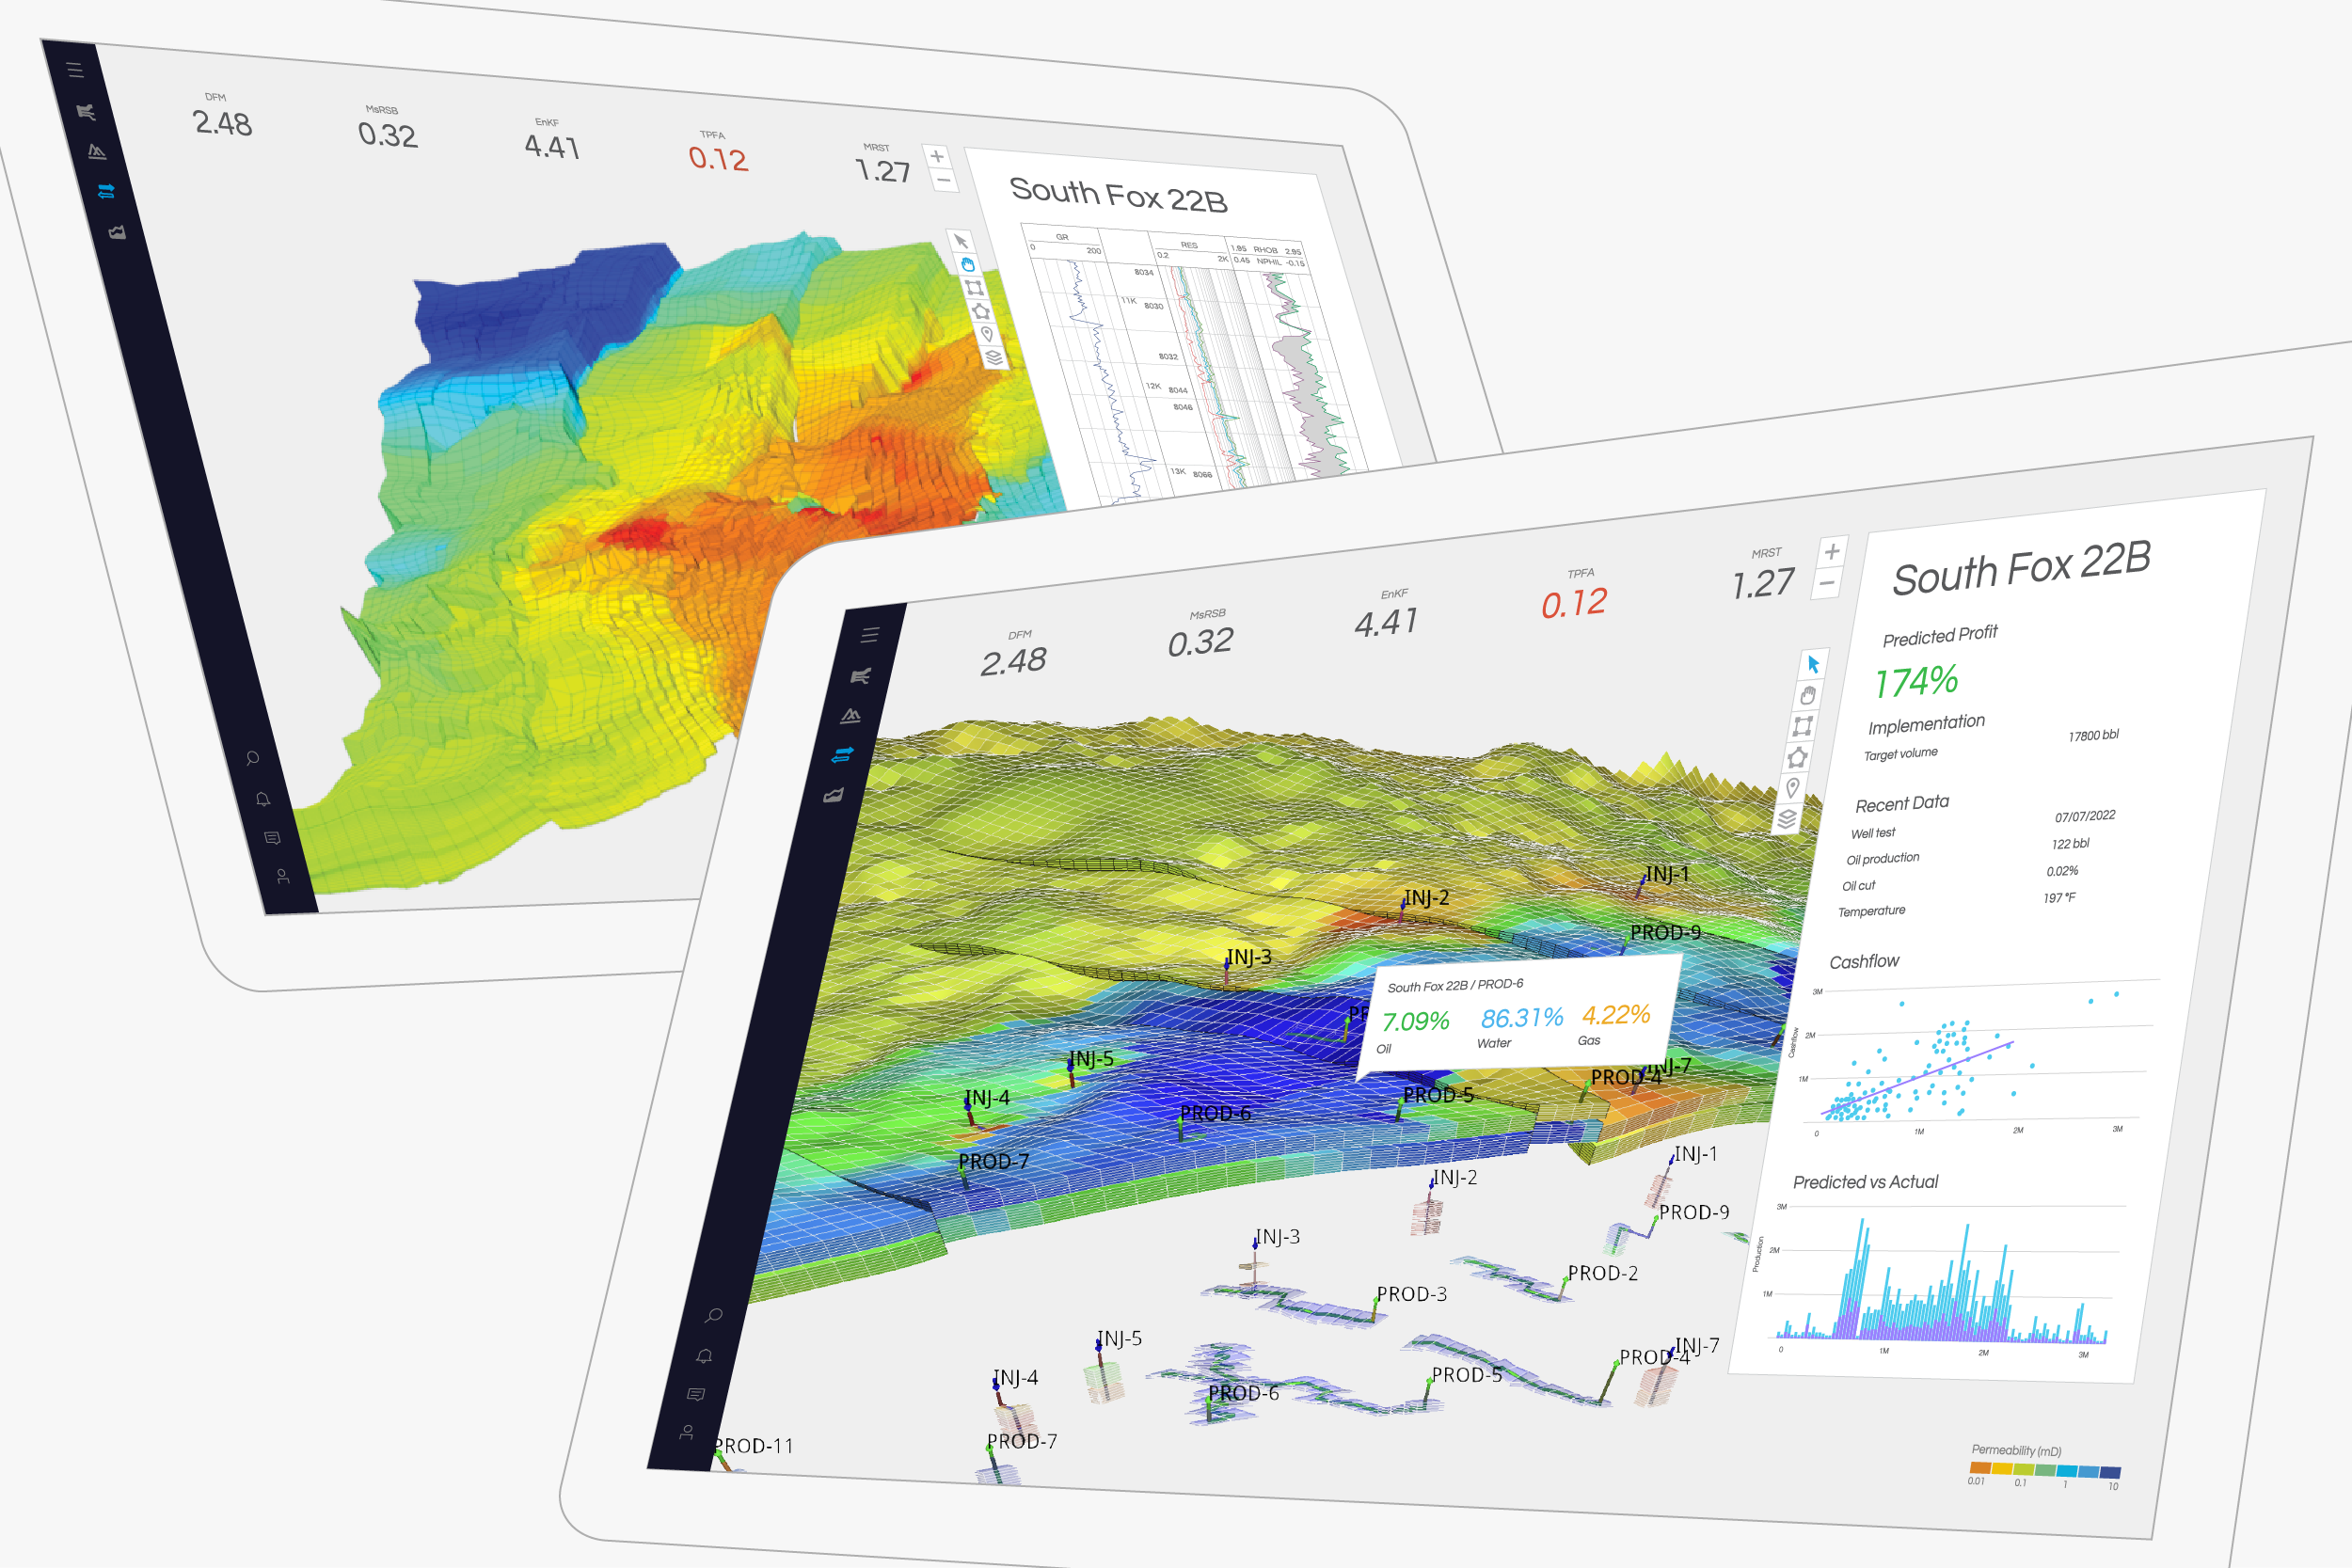 DFM
2.48
MsRSB
0.32
EnKF
4.41
TPFA
0.12
MRST
1.27
South Fox 22B
GR
0 200
RES
0.2 2K
1.95 RHOB 2.95
0.45 NPHIL -0.15
8034
11K 8030
8032
12K 8044
8046
13K 8066
DFM
2.48
MsRSB
0.32
EnKF
4.41
TPFA
0.12
MRST
1.27
INJ-1
INJ-2
PROD-9
INJ-3
South Fox 22B / PROD-6
7.09% 86.31% 4.22%
Oil Water Gas
INJ-5
INJ-7
PROD-4
PROD-5
INJ-4
PROD-6
PROD-7
INJ-1
INJ-2
PROD-9
INJ-3
PROD-2
PROD-3
INJ-5
INJ-7
PROD-4
PROD-5
INJ-4
PROD-6
PROD-7
PROD-11
South Fox 22B
Predicted Profit
174%
Implementation
Target volume 17800 bbl
Recent Data
Well test 07/07/2022
Oil production 122 bbl
Oil cut 0.02%
Temperature 197 °F
Cashflow
3M
2M
1M
Cashflow
0 1M 2M 3M
Predicted vs Actual
3M
2M
1M
Production
0 1M 2M 3M
Permeability (mD)
0.01 0.1 1 10